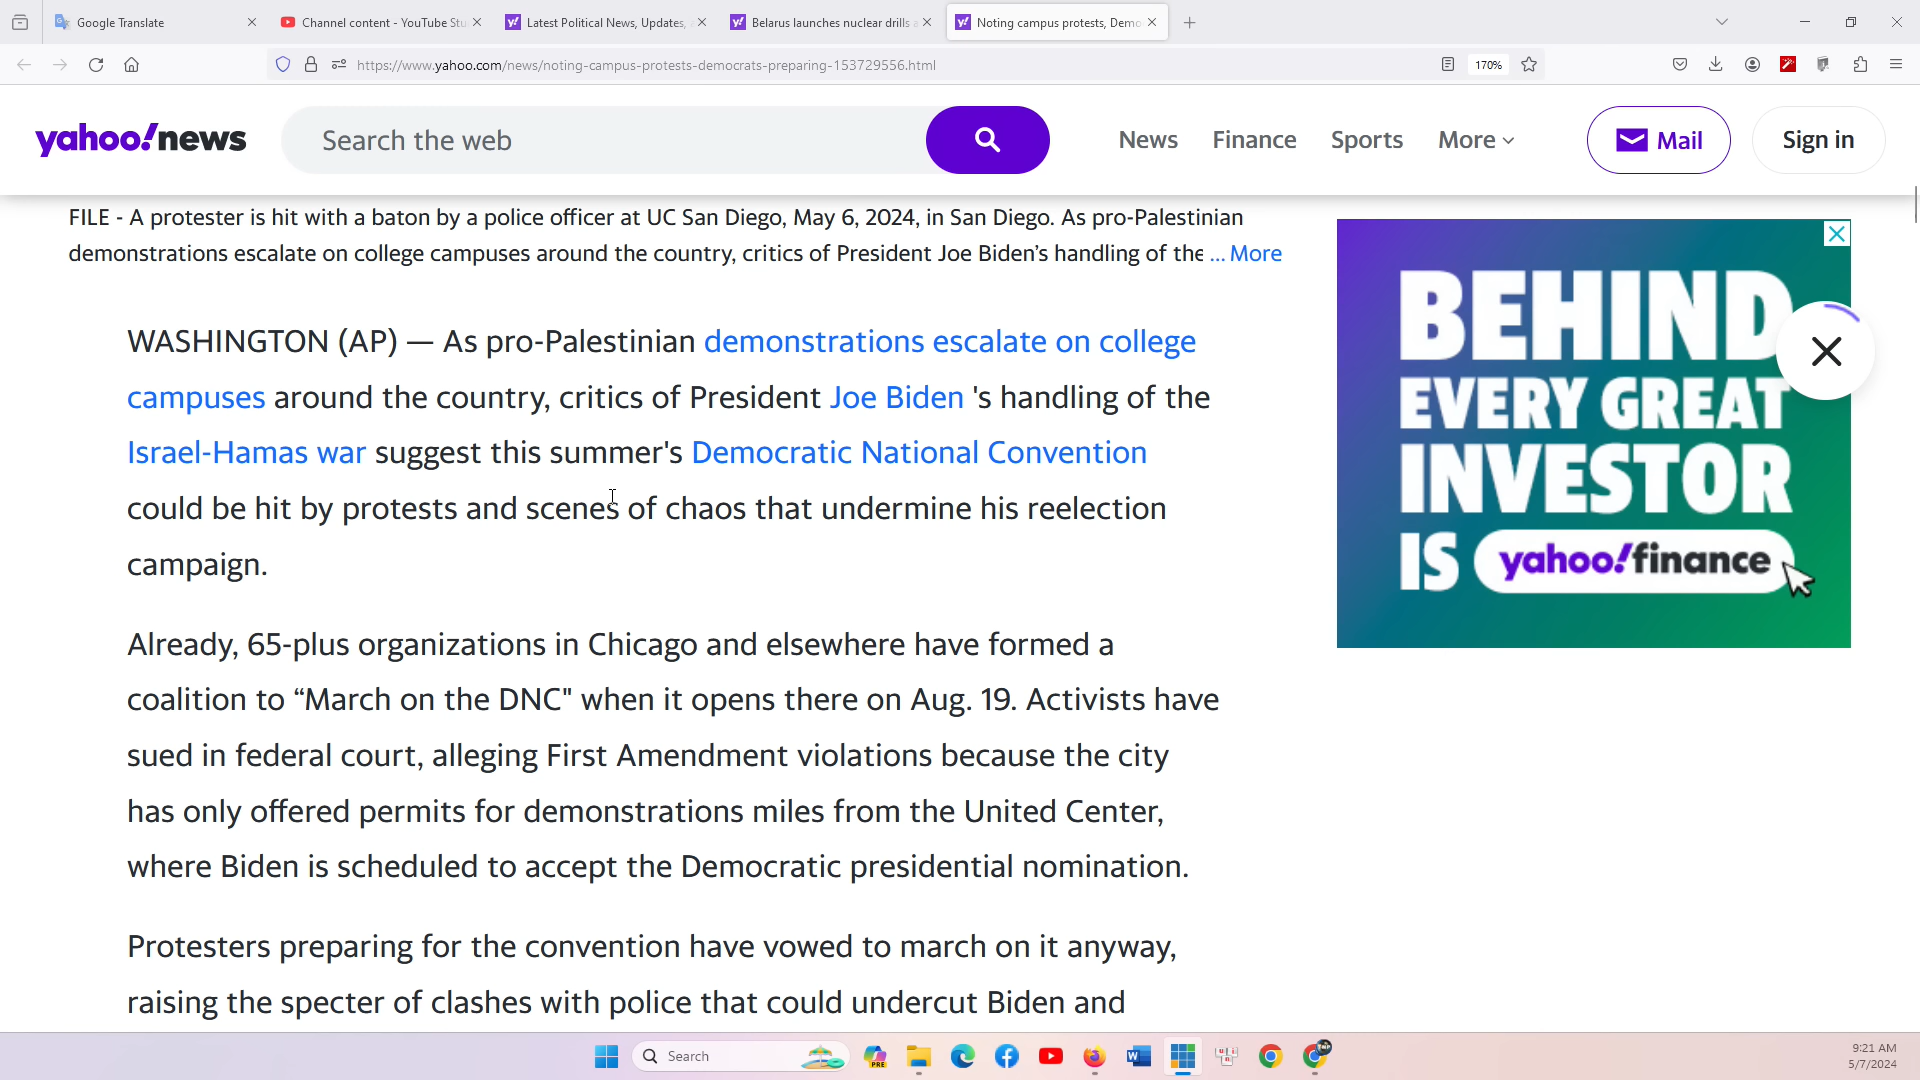 Google Translate
Channel content - YouTube Stu
Latest Political News, Updates,
Belarus launches nuclear drills a
Noting campus protests, Demo
https://www.yahoo.com/news/noting-campus-protests-democrats-preparing-153729556.html
170%
yahoo!news
Search the web
News
Finance
Sports
More
Mail
Sign in
FILE - A protester is hit with a baton by a police officer at UC San Diego, May 6, 2024, in San Diego. As pro-Palestinian
demonstrations escalate on college campuses around the country, critics of President Joe Biden’s handling of the ... More
WASHINGTON (AP) — As pro-Palestinian demonstrations escalate on college
campuses around the country, critics of President Joe Biden 's handling of the
Israel-Hamas war suggest this summer's Democratic National Convention
could be hit by protests and scenes of chaos that undermine his reelection
campaign.
Already, 65-plus organizations in Chicago and elsewhere have formed a
coalition to “March on the DNC" when it opens there on Aug. 19. Activists have
sued in federal court, alleging First Amendment violations because the city
has only offered permits for demonstrations miles from the United Center,
where Biden is scheduled to accept the Democratic presidential nomination.
Protesters preparing for the convention have vowed to march on it anyway,
raising the specter of clashes with police that could undercut Biden and
BEHIND
EVERY GREAT
INVESTOR
IS yahoo!finance
Search
PRE
9:21 AM
5/7/2024